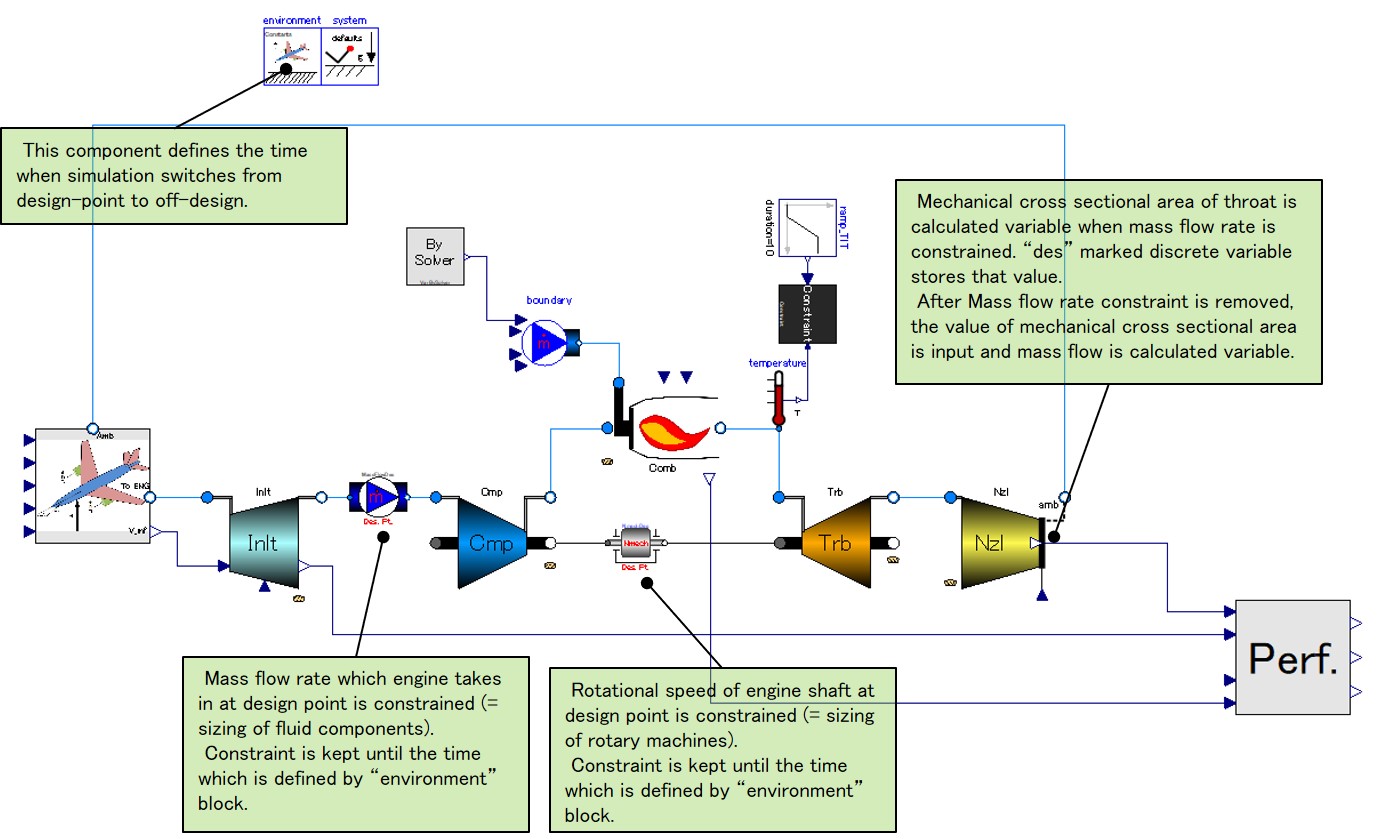 environment system
Constants
defaults
g
This component defines the time
when simulation switches from
design-point to off-design.
Mechanical cross sectional area of throat is
calculated variable when mass flow rate is
constrained. “des” marked discrete variable
stores that value.
After Mass flow rate constraint is removed,
the value of mechanical cross sectional area
is input and mass flow is calculated variable.
ramp_TIT
duration=10
By
Solver
boundary
ṁ
Constraint
temperature
T
Amb
To ENG
V_inf
Inlt
Inlt
ṁ
Des. Pt.
Cmp
Cmp
Comb
Nmech
Des. Pt.
Trb
Trb
Nzl
Nzl
amb
Perf.
Mass flow rate which engine takes
in at design point is constrained (=
sizing of fluid components).
Constraint is kept until the time
which is defined by “environment”
block.
Rotational speed of engine shaft at
design point is constrained (= sizing
of rotary machines).
Constraint is kept until the time
which is defined by “environment”
block.